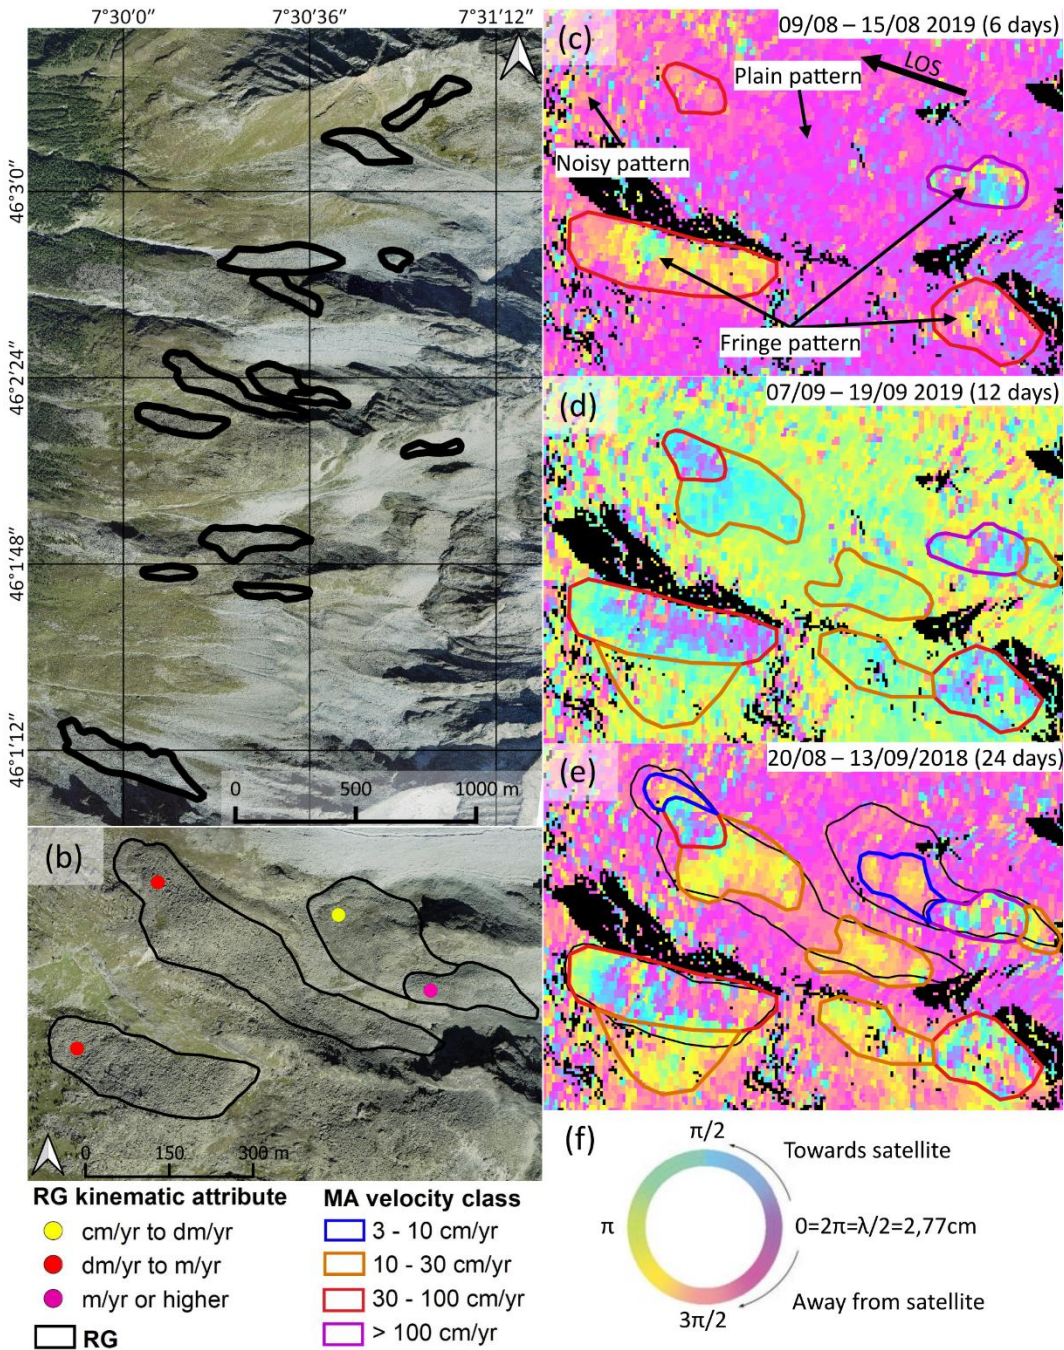 7°30'0" 7°30'36" 7°31'12"
46°3'0"
46°2'24"
46°1'48"
46°1'12"
0 500 1000 m
(b)
0 150 300 m
RG kinematic attribute
cm/yr to dm/yr
dm/yr to m/yr
m/yr or higher
RG
MA velocity class
3 - 10 cm/yr
10 - 30 cm/yr
30 - 100 cm/yr
> 100 cm/yr
(c)
09/08 – 15/08 2019 (6 days)
LOS
Plain pattern
Noisy pattern
Fringe pattern
(d)
07/09 – 19/09 2019 (12 days)
(e)
20/08 – 13/09/2018 (24 days)
(f)
π/2
Towards satellite
π
0=2π=λ/2=2,77cm
3π/2
Away from satellite